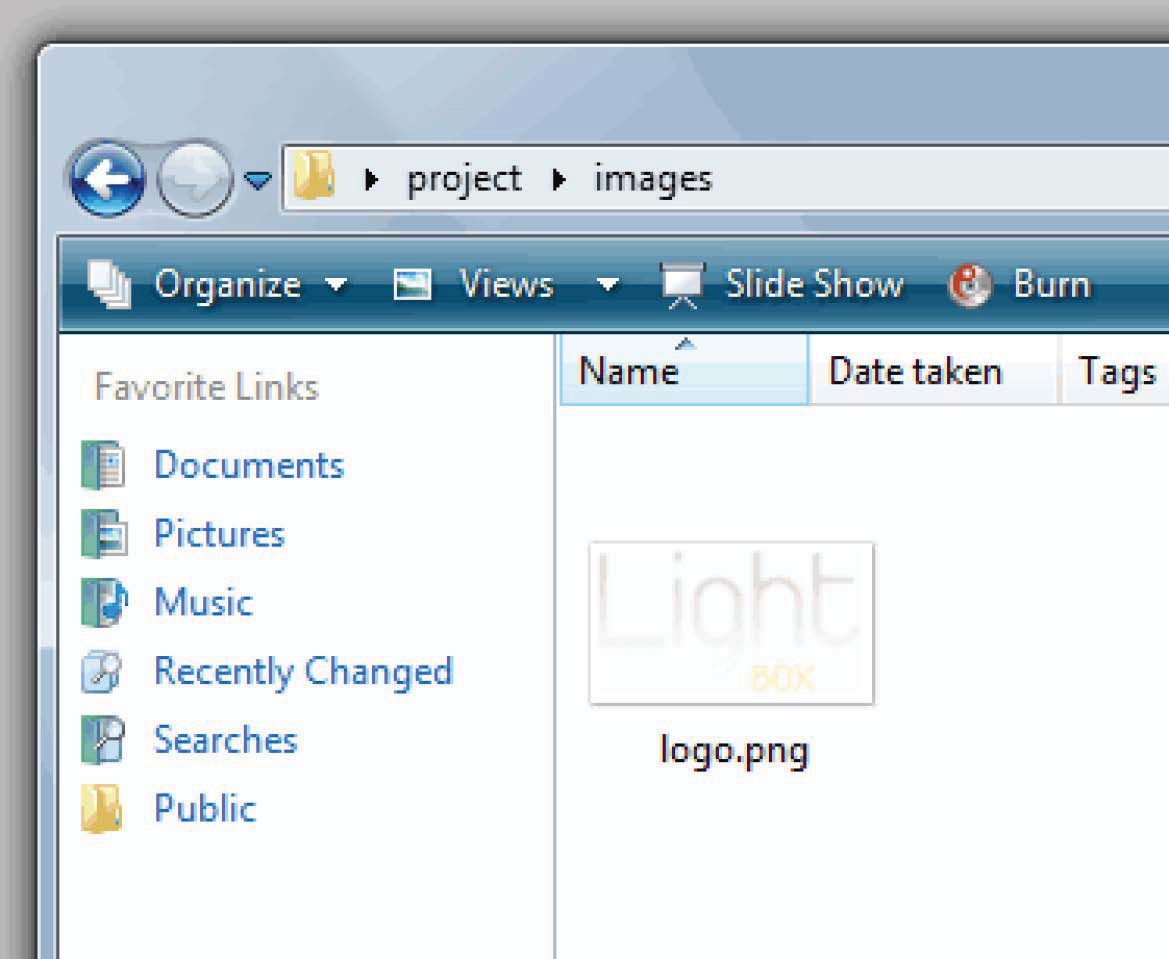 project images
Organize Views Slide Show Burn
Favorite Links
Documents
Pictures
Music
Recently Changed
Searches
Public
Name Date taken Tags
Light
BOX
logo.png